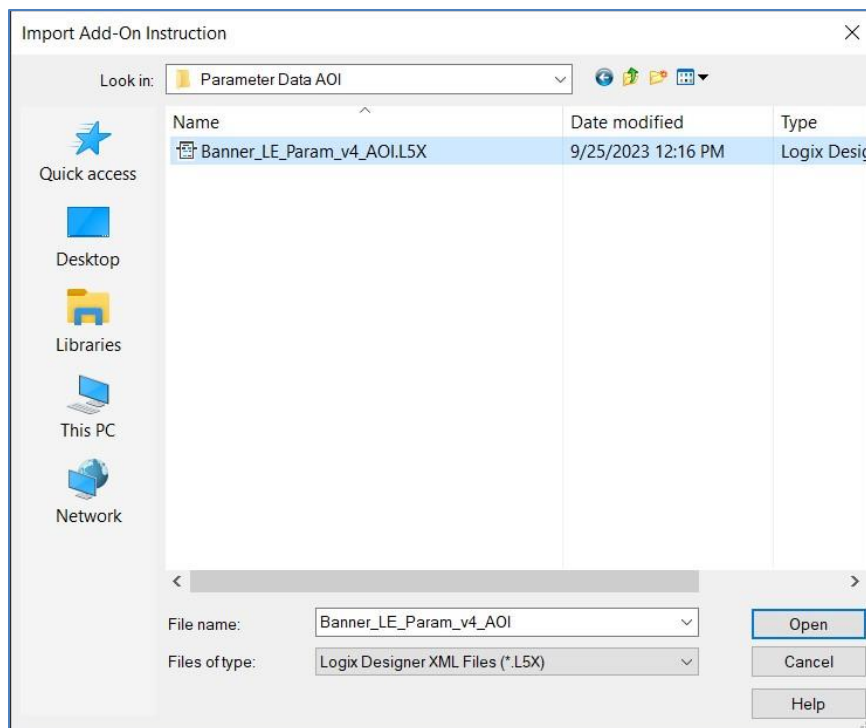 Import Add-On Instruction
Look in: Parameter Data AOI
Name Date modified Type
Banner_LE_Param_v4_AOI.L5X 9/25/2023 12:16 PM Logix Desig
Quick access
Desktop
Libraries
This PC
Network
File name: Banner_LE_Param_v4_AOI Open
Files of type: Logix Designer XML Files (*.L5X) Cancel
Help